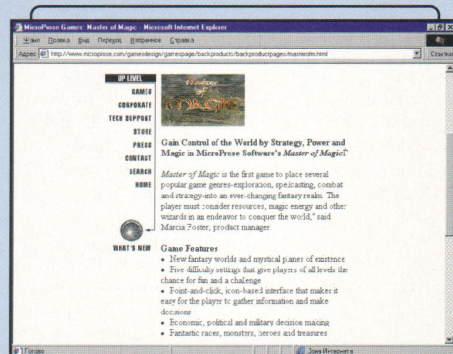 MicroProse Games: Master of Magic - Microsoft Internet Explorer
Файл Правка Вид Переход Избранное Справка
Адрес http://www.microprose.com/gamesdesign/gamespage/backproducts/backproductpages/masterofm.html Ссылки
UP LEVEL
GAMES
CORPORATE
TECH SUPPORT
STORE
PRESS
CONTACT
SEARCH
HOME
WHAT'S NEW
Master of
MAGIC
Gain Control of the World by Strategy, Power and
Magic in MicroProse Software's Master of Magic!"
Master of Magic is the first game to place several
popular game genres-exploration, spelcasting, combat
and strategy-into an ever-changing fantasy realm. The
player must consider resources, magic energy and other
wizards in an endeavor to conquer the world," said
Marcia Foster, product manager
Game Features
• New fantasy worlds and mystical planes of existence
• Five difficulty settings that give players of all levels the
chance for fun and a challenge
• Point-and-click, icon-based interface that makes it
easy for the player to gather information and make
decisions
• Economic, political and military decision making
• Fantastic races, monsters, heroes and treasures
Готово Зона Интернета